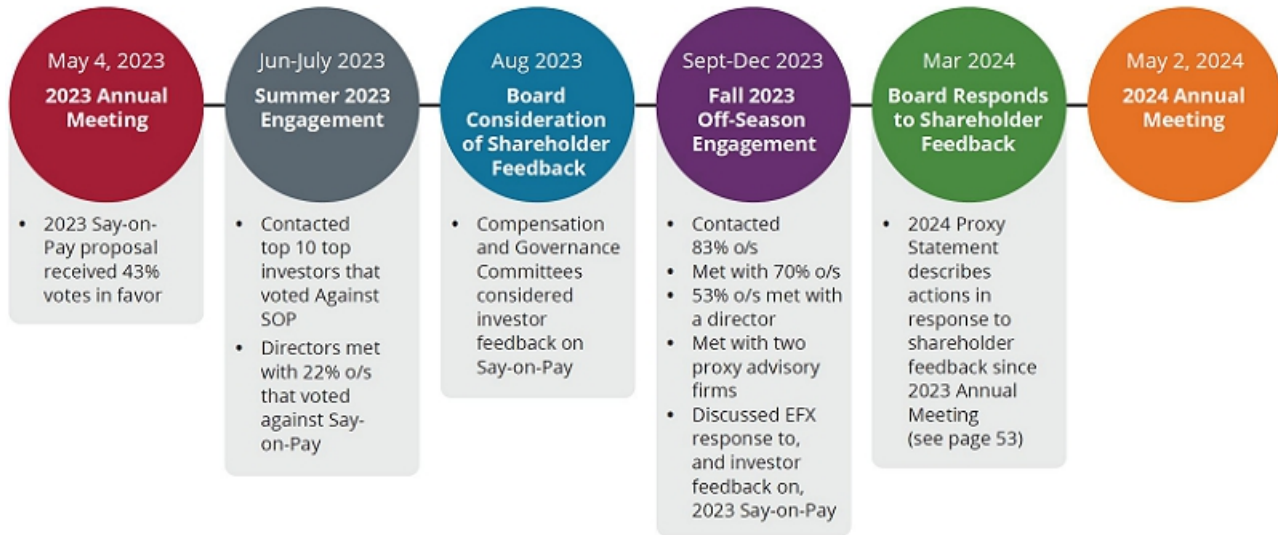 May 4, 2023
2023 Annual
Meeting
• 2023 Say-on-
Pay proposal
received 43%
votes in favor
Jun-July 2023
Summer 2023
Engagement
• Contacted
top 10 top
investors that
voted Against
SOP
• Directors met
with 22% o/s
that voted
against Say-
on-Pay
Aug 2023
Board
Consideration
of Shareholder
Feedback
• Compensation
and Governance
Committees
considered
investor
feedback on
Say-on-Pay
Sept-Dec 2023
Fall 2023
Off-Season
Engagement
• Contacted
83% o/s
• Met with 70% o/s
• 53% o/s met with
a director
• Met with two
proxy advisory
firms
• Discussed EFX
response to,
and investor
feedback on,
2023 Say-on-Pay
Mar 2024
Board Responds
to Shareholder
Feedback
• 2024 Proxy
Statement
describes
actions in
response to
shareholder
feedback since
2023 Annual
Meeting
(see page 53)
May 2, 2024
2024 Annual
Meeting